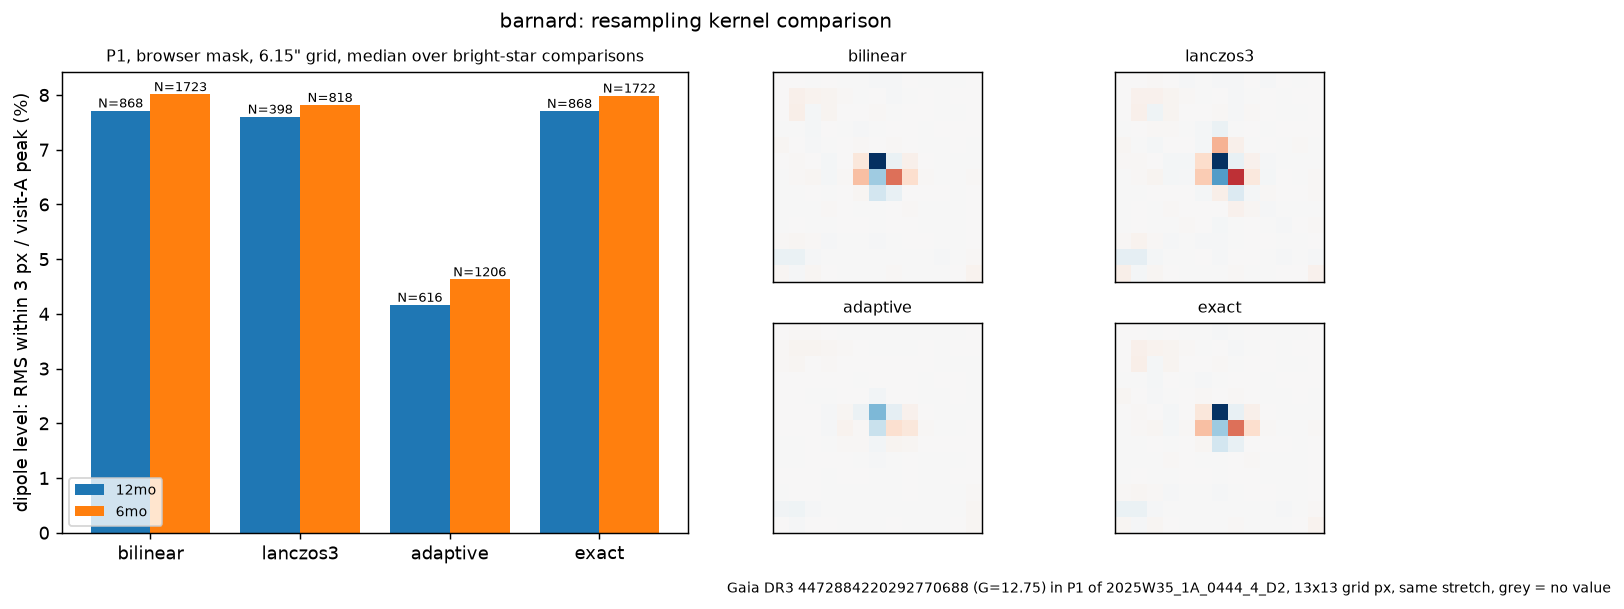 barnard: resampling kernel comparison
P1, browser mask, 6.15" grid, median over bright-star comparisons
dipole level: RMS within 3 px / visit-A peak (%)
8
7
6
5
4
3
2
1
0
N=868
N=1723
N=398
N=818
N=616
N=1206
N=868
N=1722
12mo
6mo
bilinear
lanczos3
adaptive
exact
bilinear
lanczos3
adaptive
exact
Gaia DR3 4472884220292770688 (G=12.75) in P1 of 2025W35_1A_0444_4_D2, 13x13 grid px, same stretch, grey = no value